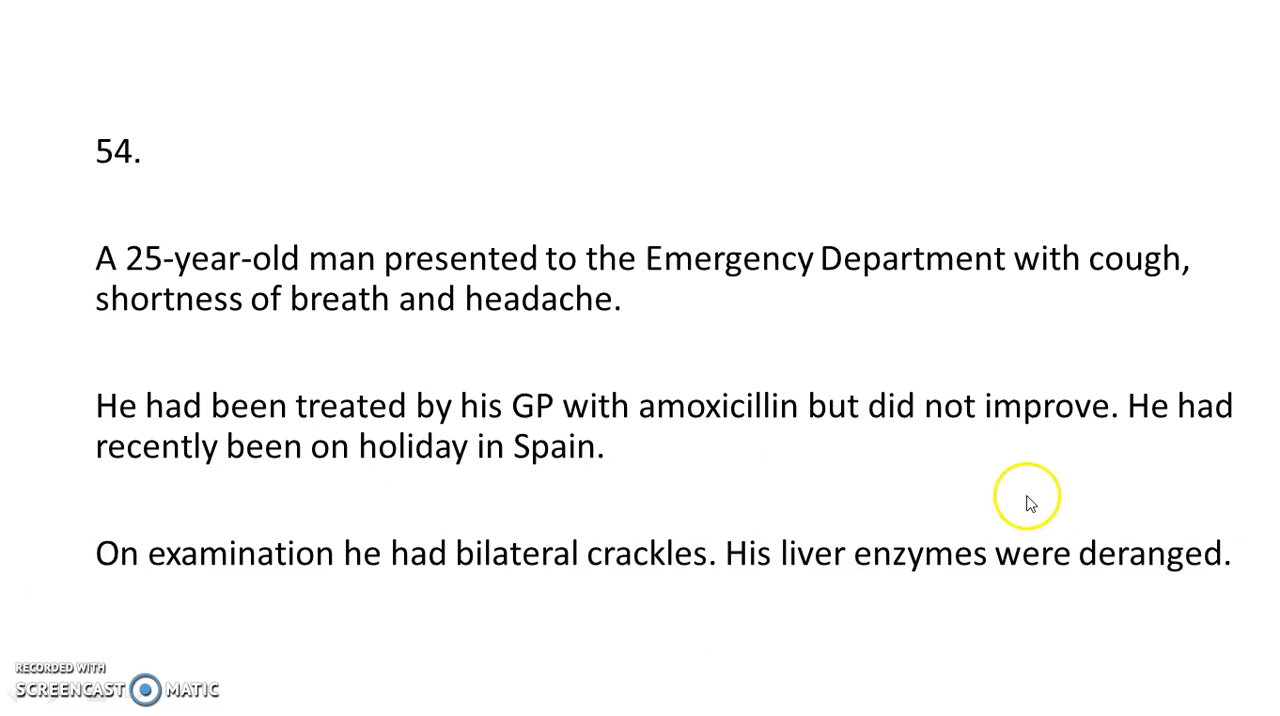 54.
A 25-year-old man presented to the Emergency Department with cough,
shortness of breath and headache.
He had been treated by his GP with amoxicillin but did not improve. He had
recently been on holiday in Spain.
On examination he had bilateral crackles. His liver enzymes were deranged.
RECORDED WITH
SCREENCAST MATIC